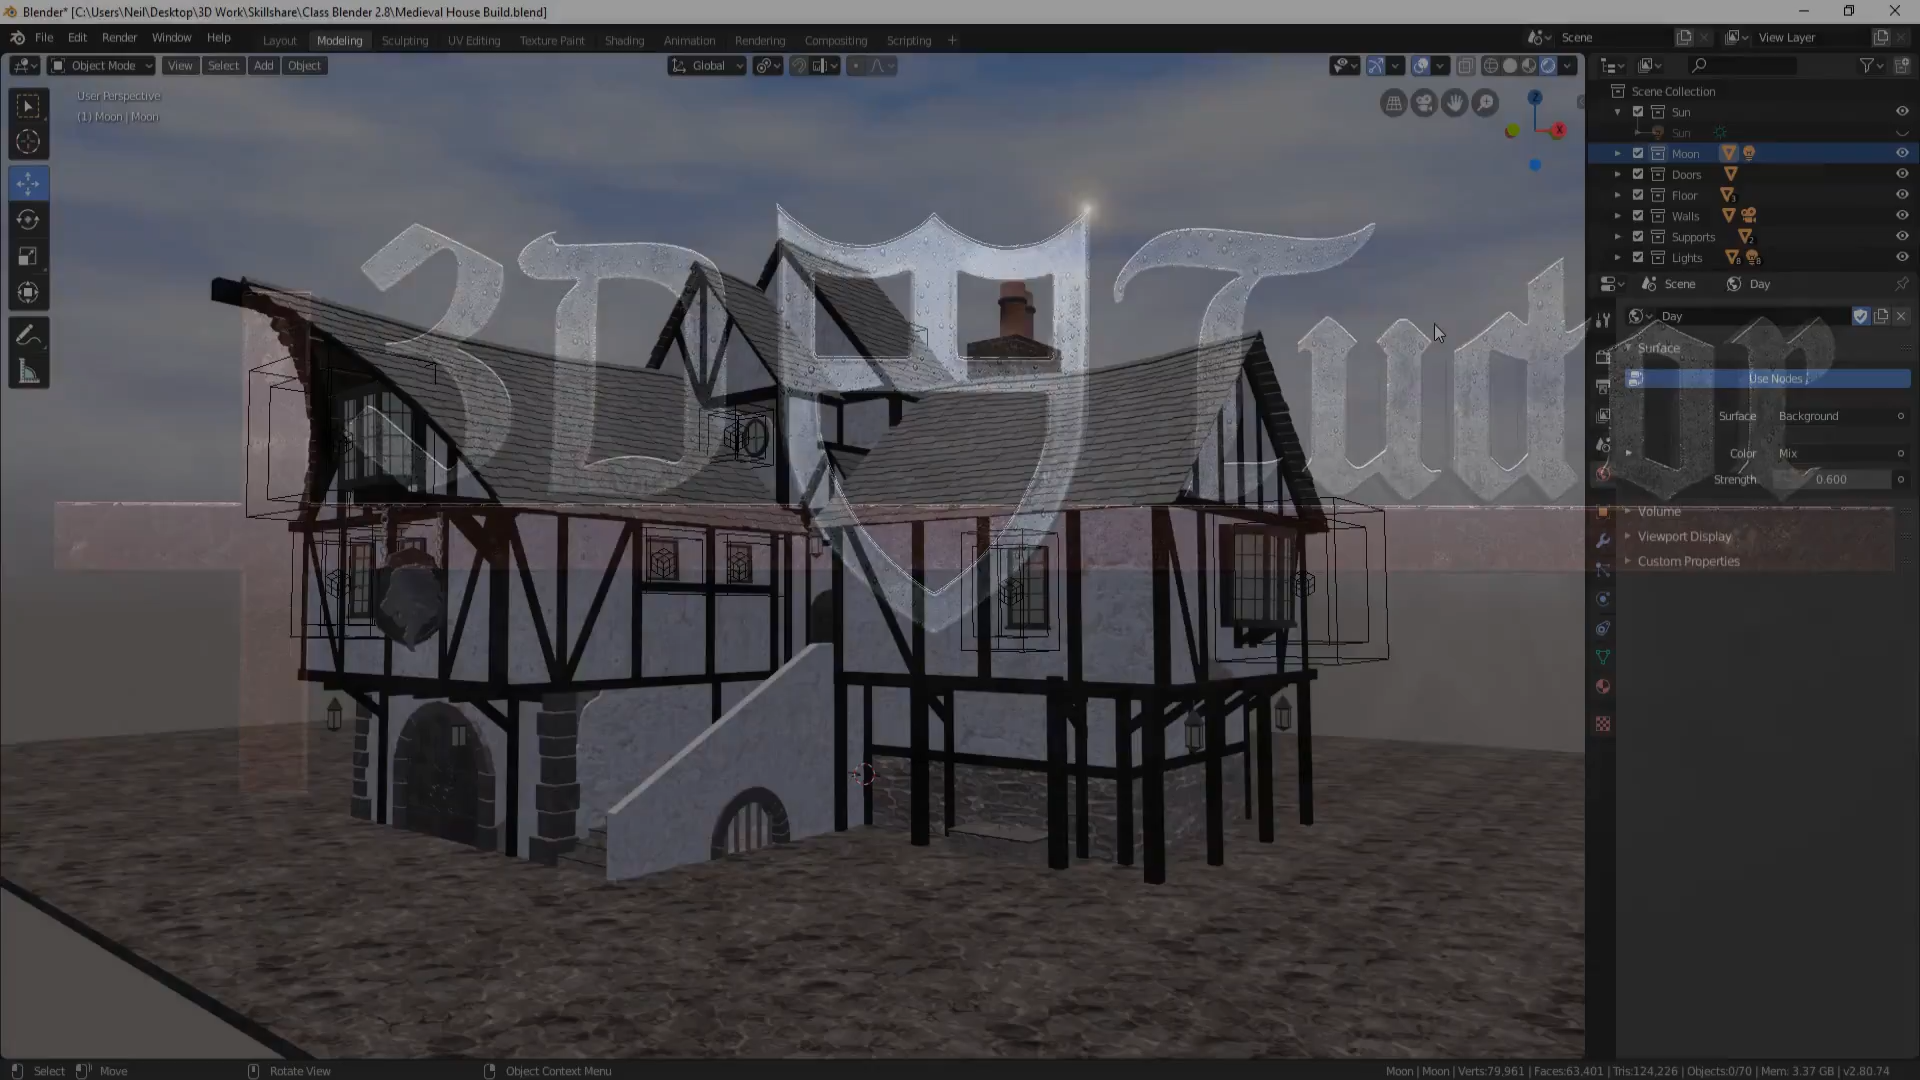 Blender* [C:\Users\Neil\Desktop\3D Work\Skillshare\Class Blender 2.8\Medieval House Build.blend]
File Edit Render Window Help Layout Modeling Sculpting UV Editing Texture Paint Shading Animation Rendering Compositing Scripting + Scene View Layer
Object Mode View Select Add Object Global
User Perspective
(1) Moon | Moon
Z
X
Scene Collection
Sun
Sun
Moon
Doors
Floor
3
Walls
Supports
2
Lights
8 8
Scene Day
Day
Surface
Use Nodes
Surface Background
Color Mix
Strength 0.600
Volume
Viewport Display
Custom Properties
3D Tudor
Select Move Rotate View Object Context Menu Moon | Moon | Verts:79,961 | Faces:63,401 | Tris:124,226 | Objects:0/70 | Mem: 3.37 GB | v2.80.74